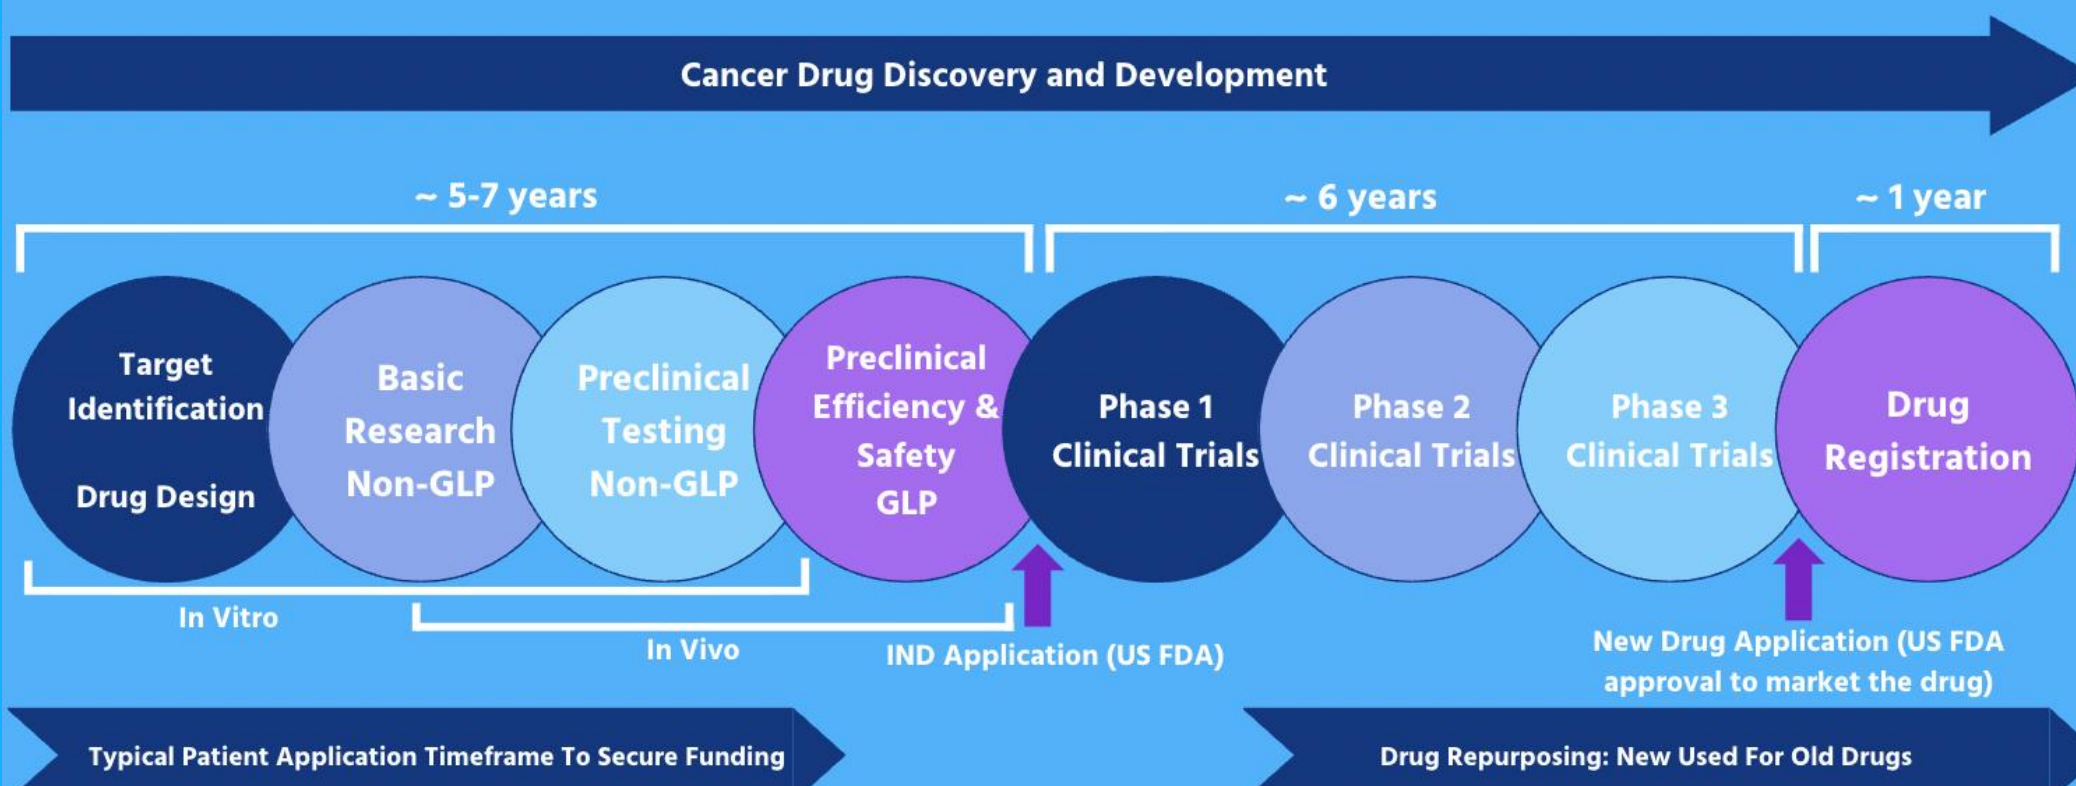 Cancer Drug Discovery and Development
~ 5-7 years
~ 6 years
~ 1 year
Target
Identification
Drug Design
Basic
Research
Non-GLP
Preclinical
Testing
Non-GLP
Preclinical
Efficiency &
Safety
GLP
Phase 1
Clinical Trials
Phase 2
Clinical Trials
Phase 3
Clinical Trials
Drug
Registration
In Vitro
In Vivo
IND Application (US FDA)
New Drug Application (US FDA
approval to market the drug)
Typical Patient Application Timeframe To Secure Funding
Drug Repurposing: New Used For Old Drugs